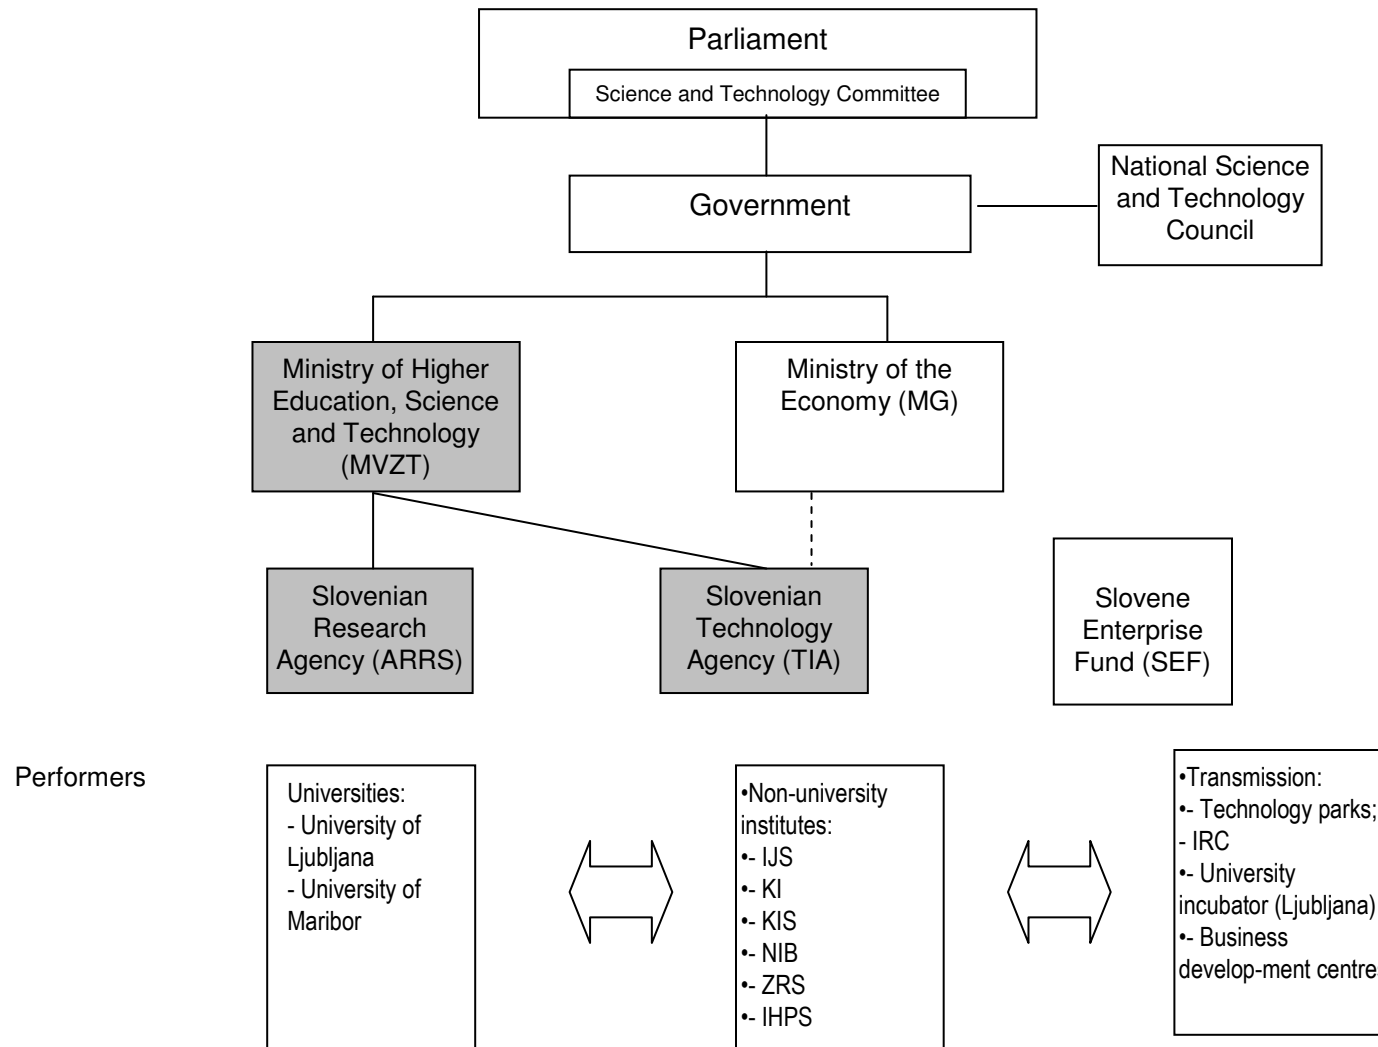 Parliament
Science and Technology Committee
Government
National Science
and Technology
Council
Ministry of Higher
Education, Science
and Technology
(MVZT)
Ministry of the
Economy (MG)
Slovenian
Research
Agency (ARRS)
Slovenian
Technology
Agency (TIA)
Slovene
Enterprise
Fund (SEF)
Performers
Universities:
- University of
Ljubljana
- University of
Maribor
•Non-university
institutes:
•- IJS
•- KI
•- KIS
•- NIB
•- ZRS
•- IHPS
•Transmission:
•- Technology parks;
- IRC
•- University
incubator (Ljubljana)
•- Business
develop-ment centres